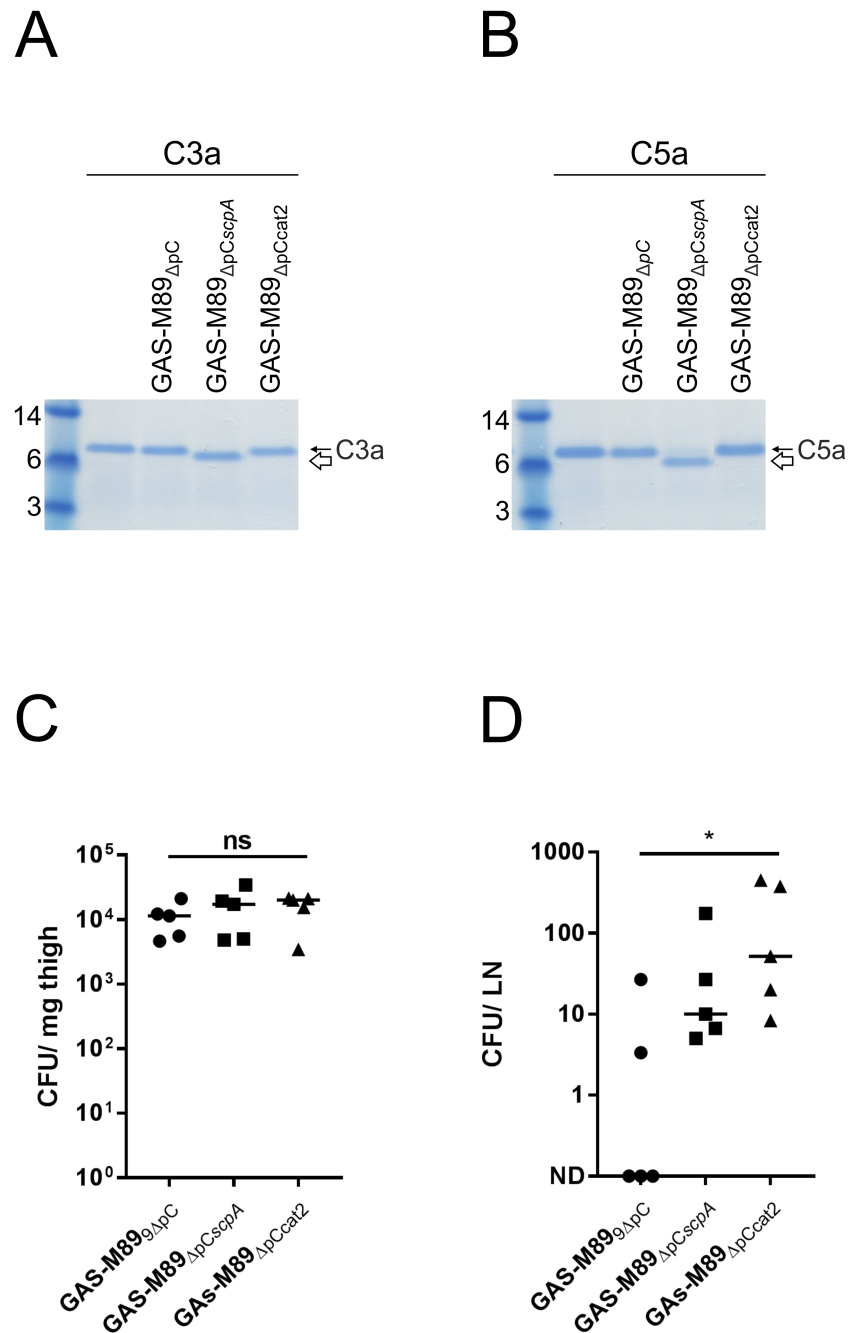 A
B
C3a
C5a
GAS-M89ΔpC
GAS-M89ΔpCscpA
GAS-M89ΔpCcat2
GAS-M89ΔpC
GAS-M89ΔpCscpA
GAS-M89ΔpCcat2
14
6
3
C3a
14
6
3
C5a
C
D
ns
10⁵
10⁴
10³
10²
10¹
10⁰
CFU/ mg thigh
GAS-M899ΔpC
GAS-M89ΔpCscpA
GAs-M89ΔpCcat2
*
1000
100
10
1
ND
CFU/ LN
GAS-M899ΔpC
GAS-M89ΔpCscpA
GAs-M89ΔpCcat2